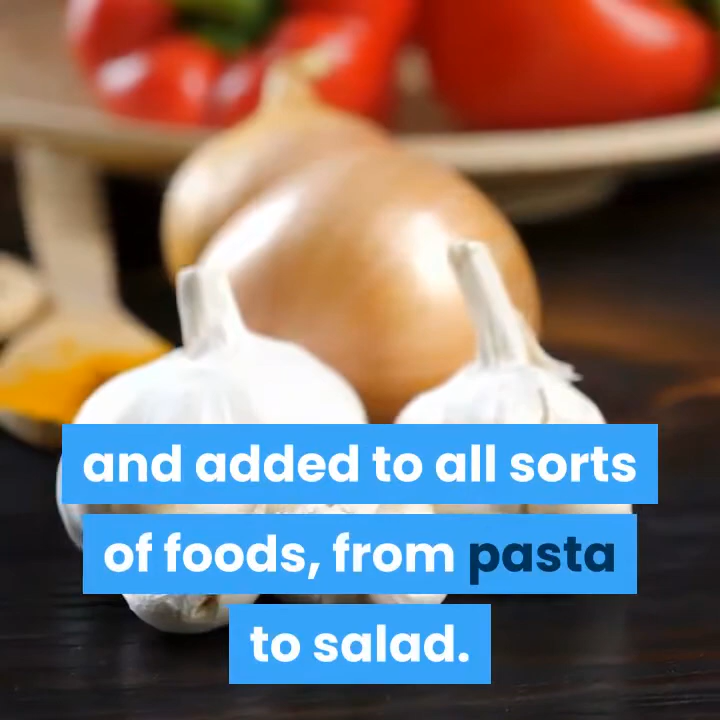 and added to all sorts
of foods, from pasta
to salad.